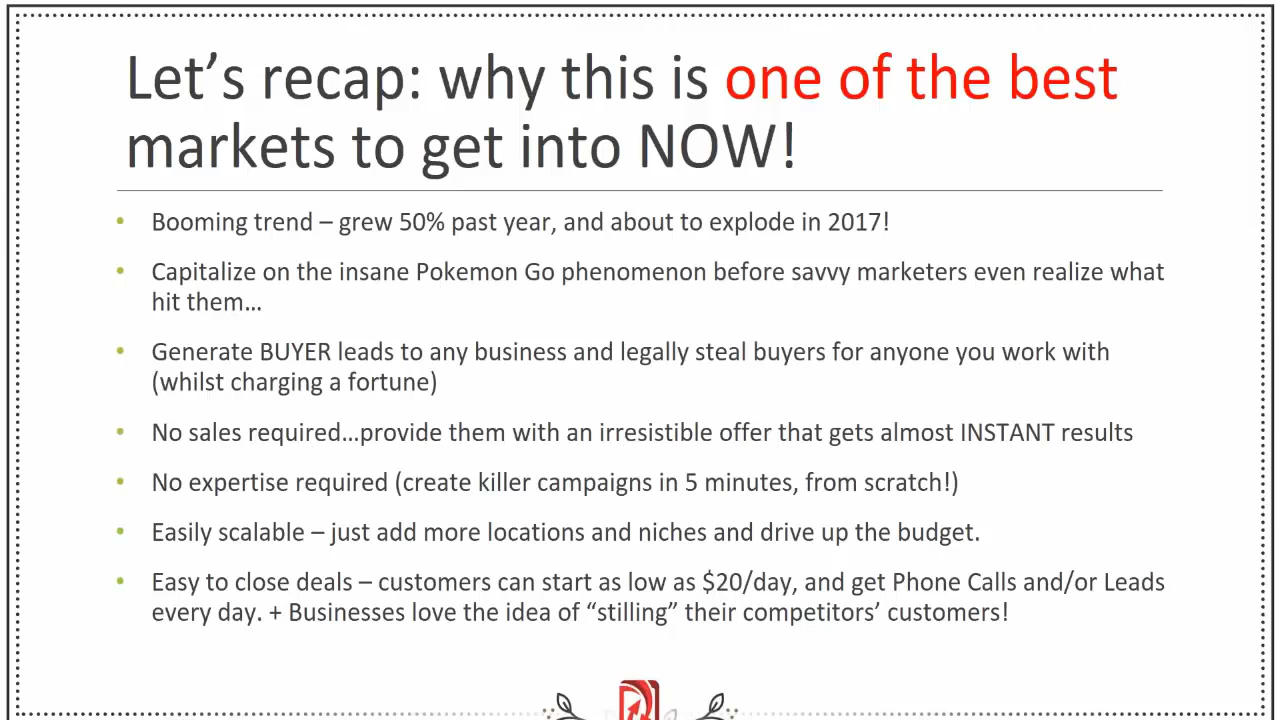 Let’s recap: why this is one of the best
markets to get into NOW!
• Booming trend – grew 50% past year, and about to explode in 2017!
• Capitalize on the insane Pokemon Go phenomenon before savvy marketers even realize what
hit them…
• Generate BUYER leads to any business and legally steal buyers for anyone you work with
(whilst charging a fortune)
• No sales required…provide them with an irresistible offer that gets almost INSTANT results
• No expertise required (create killer campaigns in 5 minutes, from scratch!)
• Easily scalable – just add more locations and niches and drive up the budget.
• Easy to close deals – customers can start as low as $20/day, and get Phone Calls and/or Leads
every day. + Businesses love the idea of “stilling” their competitors’ customers!